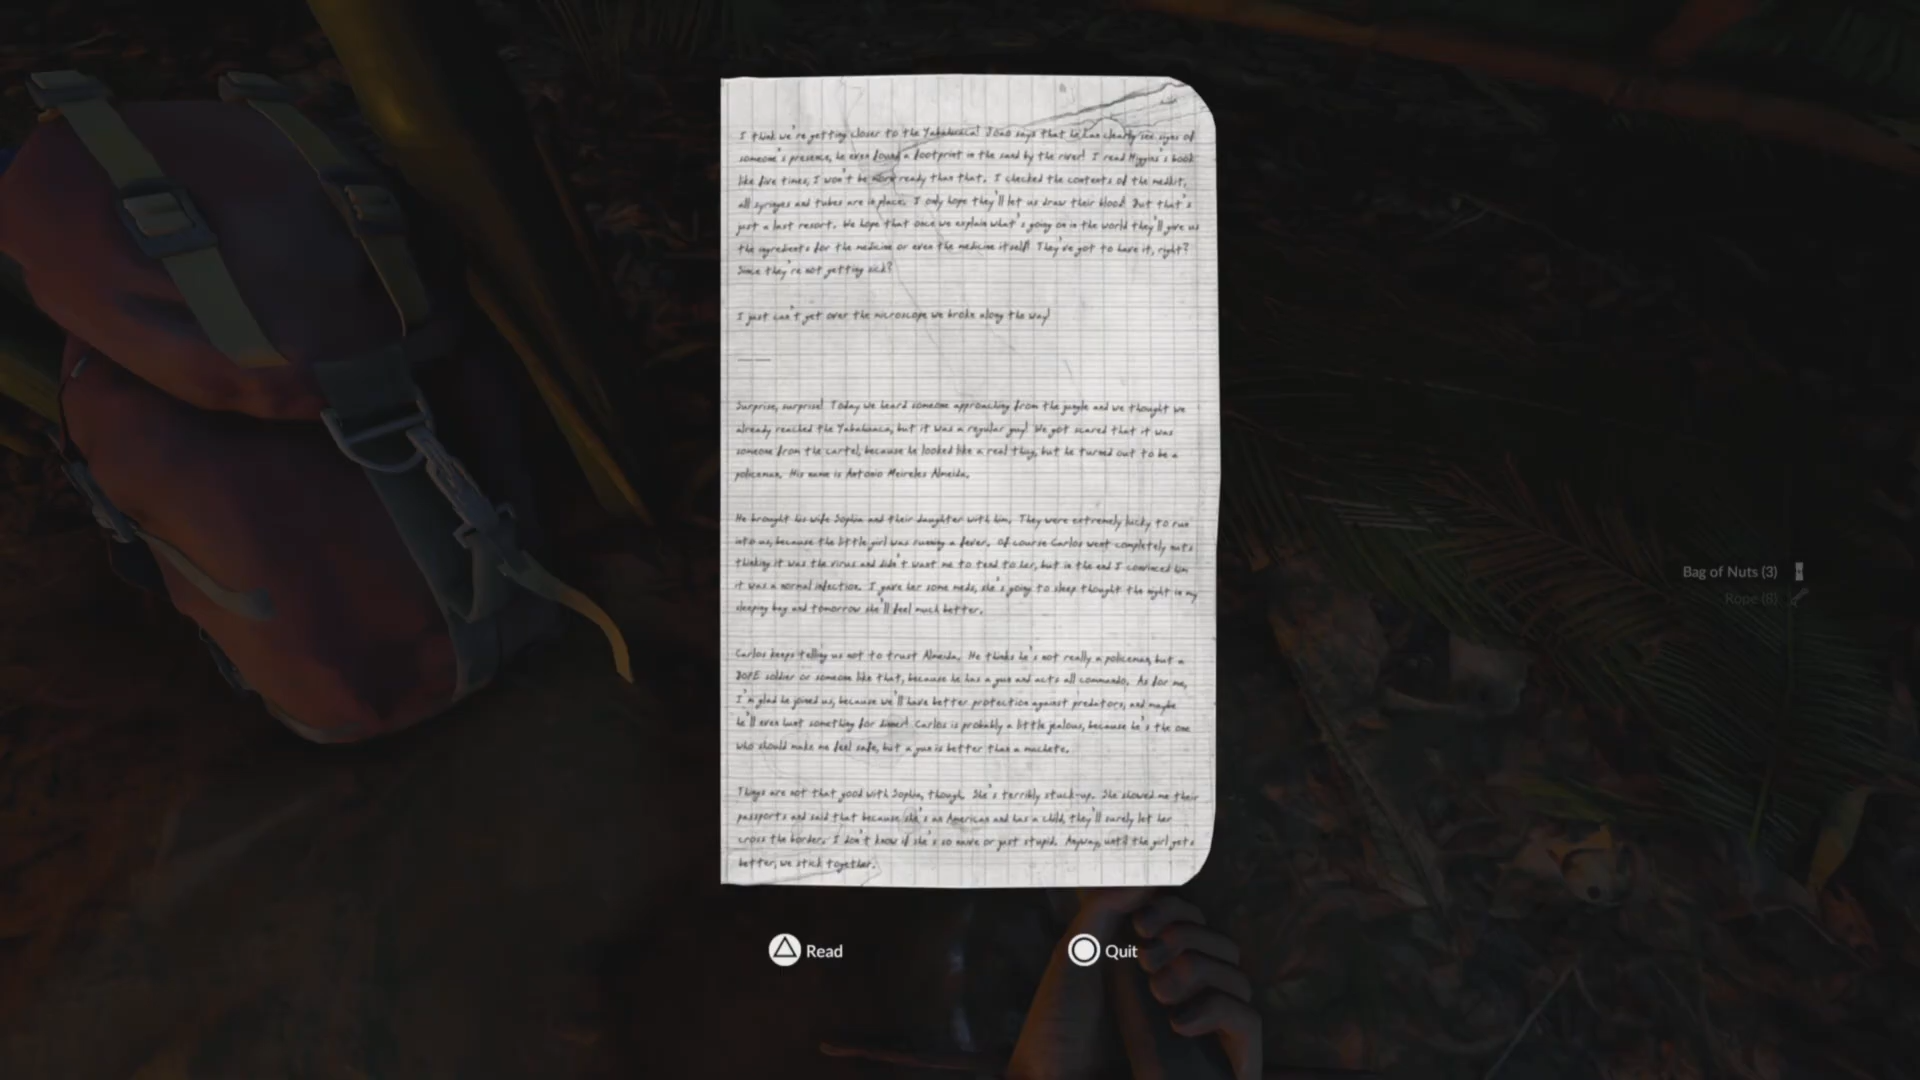 I think we're getting closer to the Yabahuaca! João says that he can clearly see signs of
someone's presence, he even found a footprint in the sand by the river! I read Higgins's book
like five times, I won't be more ready than that. I checked the contents of the medkit,
all syringes and tubes are in place. I only hope they'll let us draw their blood! But that's
just a last resort. We hope that once we explain what's going on in the world they'll give us
the ingredients for the medicine or even the medicine itself! They've got to have it, right?
Since they're not getting sick?
I just can't get over the microscope we broke along the way!
Surprise, surprise! Today we heard someone approaching from the jungle and we thought we
already reached the Yabahuaca, but it was a regular guy! We got scared that it was
someone from the cartel, because he looked like a real thug, but he turned out to be a
policeman. His name is Antonio Meireles Almeida.
He brought his wife Sophia and their daughter with him. They were extremely lucky to run
into us, because the little girl was running a fever. Of course Carlos went completely nuts
thinking it was the virus and didn't want me to tend to her, but in the end I convinced him
it was a normal infection. I gave her some meds, she's going to sleep thought the night in my
sleeping bag and tomorrow she'll feel much better.
Carlos keeps telling us not to trust Almeida. He thinks he's not really a policeman, but a
BOPE soldier or someone like that, because he has a gun and acts all commando. As for me,
I'm glad he joined us, because we'll have better protection against predators, and maybe
he'll even hunt something for dinner! Carlos is probably a little jealous, because he's the one
who should make me feel safe, but a gun is better than a machete.
Things are not that good with Sophia, though. She's terribly stuck-up. She showed me their
passports and said that because she's an American and has a child, they'll surely let her
cross the border. I don't know if she's so naive or just stupid. Anyway, until the girl gets
better, we stick together.
Bag of Nuts (3)
Rope (8)
Read
Quit